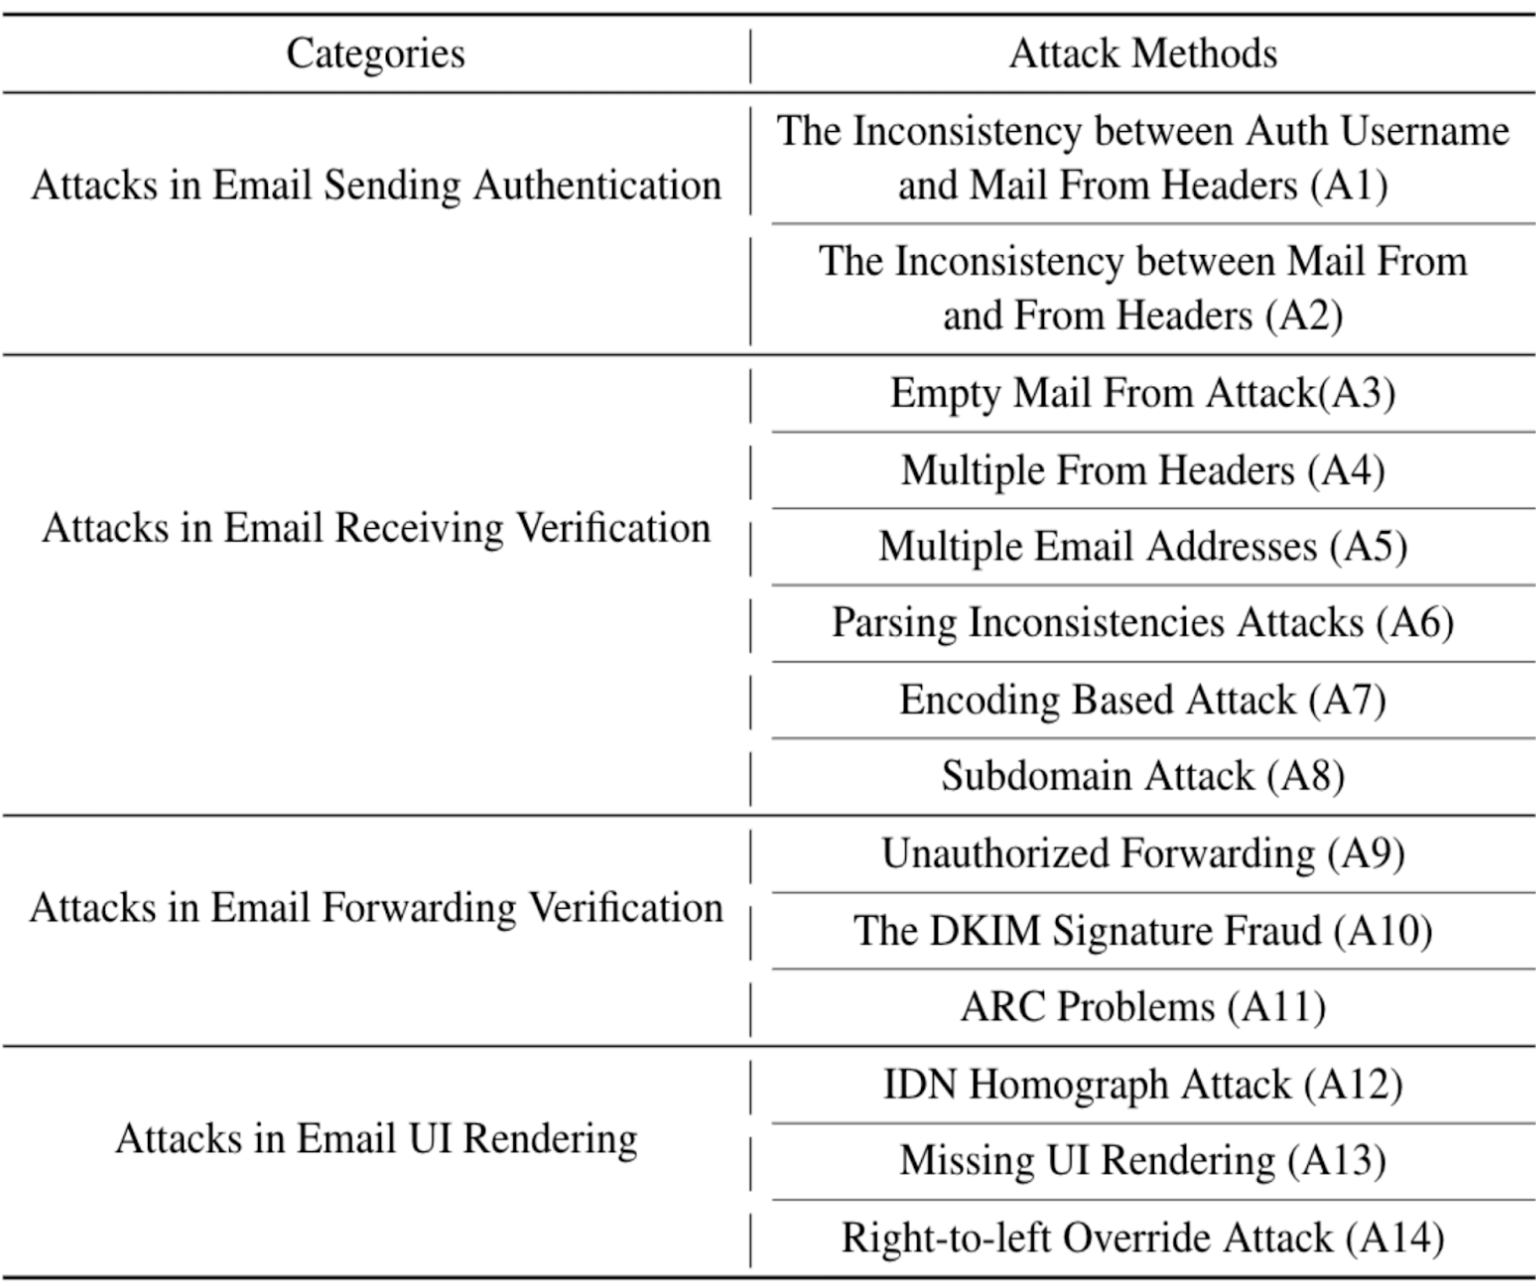 Categories
Attack Methods
Attacks in Email Sending Authentication
The Inconsistency between Auth Username
and Mail From Headers (A1)
The Inconsistency between Mail From
and From Headers (A2)
Attacks in Email Receiving Verification
Empty Mail From Attack(A3)
Multiple From Headers (A4)
Multiple Email Addresses (A5)
Parsing Inconsistencies Attacks (A6)
Encoding Based Attack (A7)
Subdomain Attack (A8)
Attacks in Email Forwarding Verification
Unauthorized Forwarding (A9)
The DKIM Signature Fraud (A10)
ARC Problems (A11)
Attacks in Email UI Rendering
IDN Homograph Attack (A12)
Missing UI Rendering (A13)
Right-to-left Override Attack (A14)